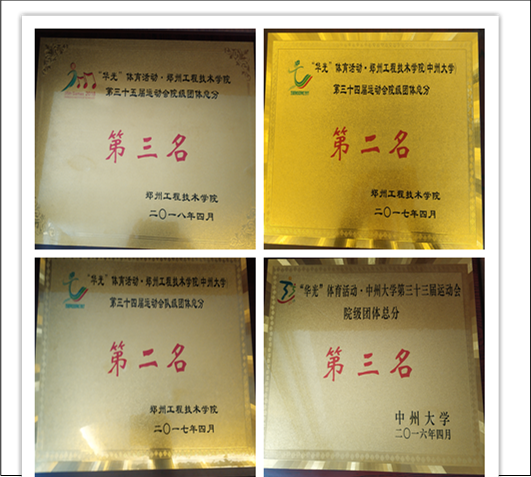 "华光"体育活动·郑州工程技术学院
第三十五届运动会院级团体总分
第三名
郑州工程技术学院
二〇一八年四月
"华光"体育活动·郑州工程技术学院(中州大学)
第三十四届运动会院级团体总分
第二名
郑州工程技术学院
二〇一七年四月
"华光"体育活动·郑州工程技术学院(中州大学)
第三十四届运动会队级团体总分
第二名
郑州工程技术学院
二〇一七年四月
"华光"体育活动·中州大学第三十三届运动会
院级团体总分
第三名
中州大学
二〇一六年四月